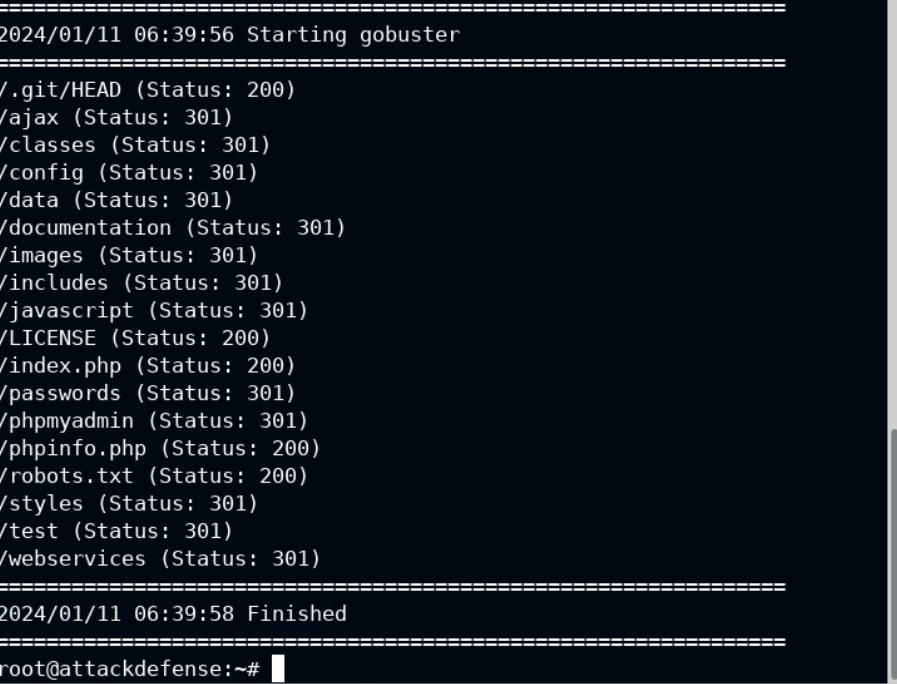 ===============================================================
2024/01/11 06:39:56 Starting gobuster
===============================================================
/.git/HEAD (Status: 200)
/ajax (Status: 301)
/classes (Status: 301)
/config (Status: 301)
/data (Status: 301)
/documentation (Status: 301)
/images (Status: 301)
/includes (Status: 301)
/javascript (Status: 301)
/LICENSE (Status: 200)
/index.php (Status: 200)
/passwords (Status: 301)
/phpmyadmin (Status: 301)
/phpinfo.php (Status: 200)
/robots.txt (Status: 200)
/styles (Status: 301)
/test (Status: 301)
/webservices (Status: 301)
===============================================================
2024/01/11 06:39:58 Finished
===============================================================
root@attackdefense:~#